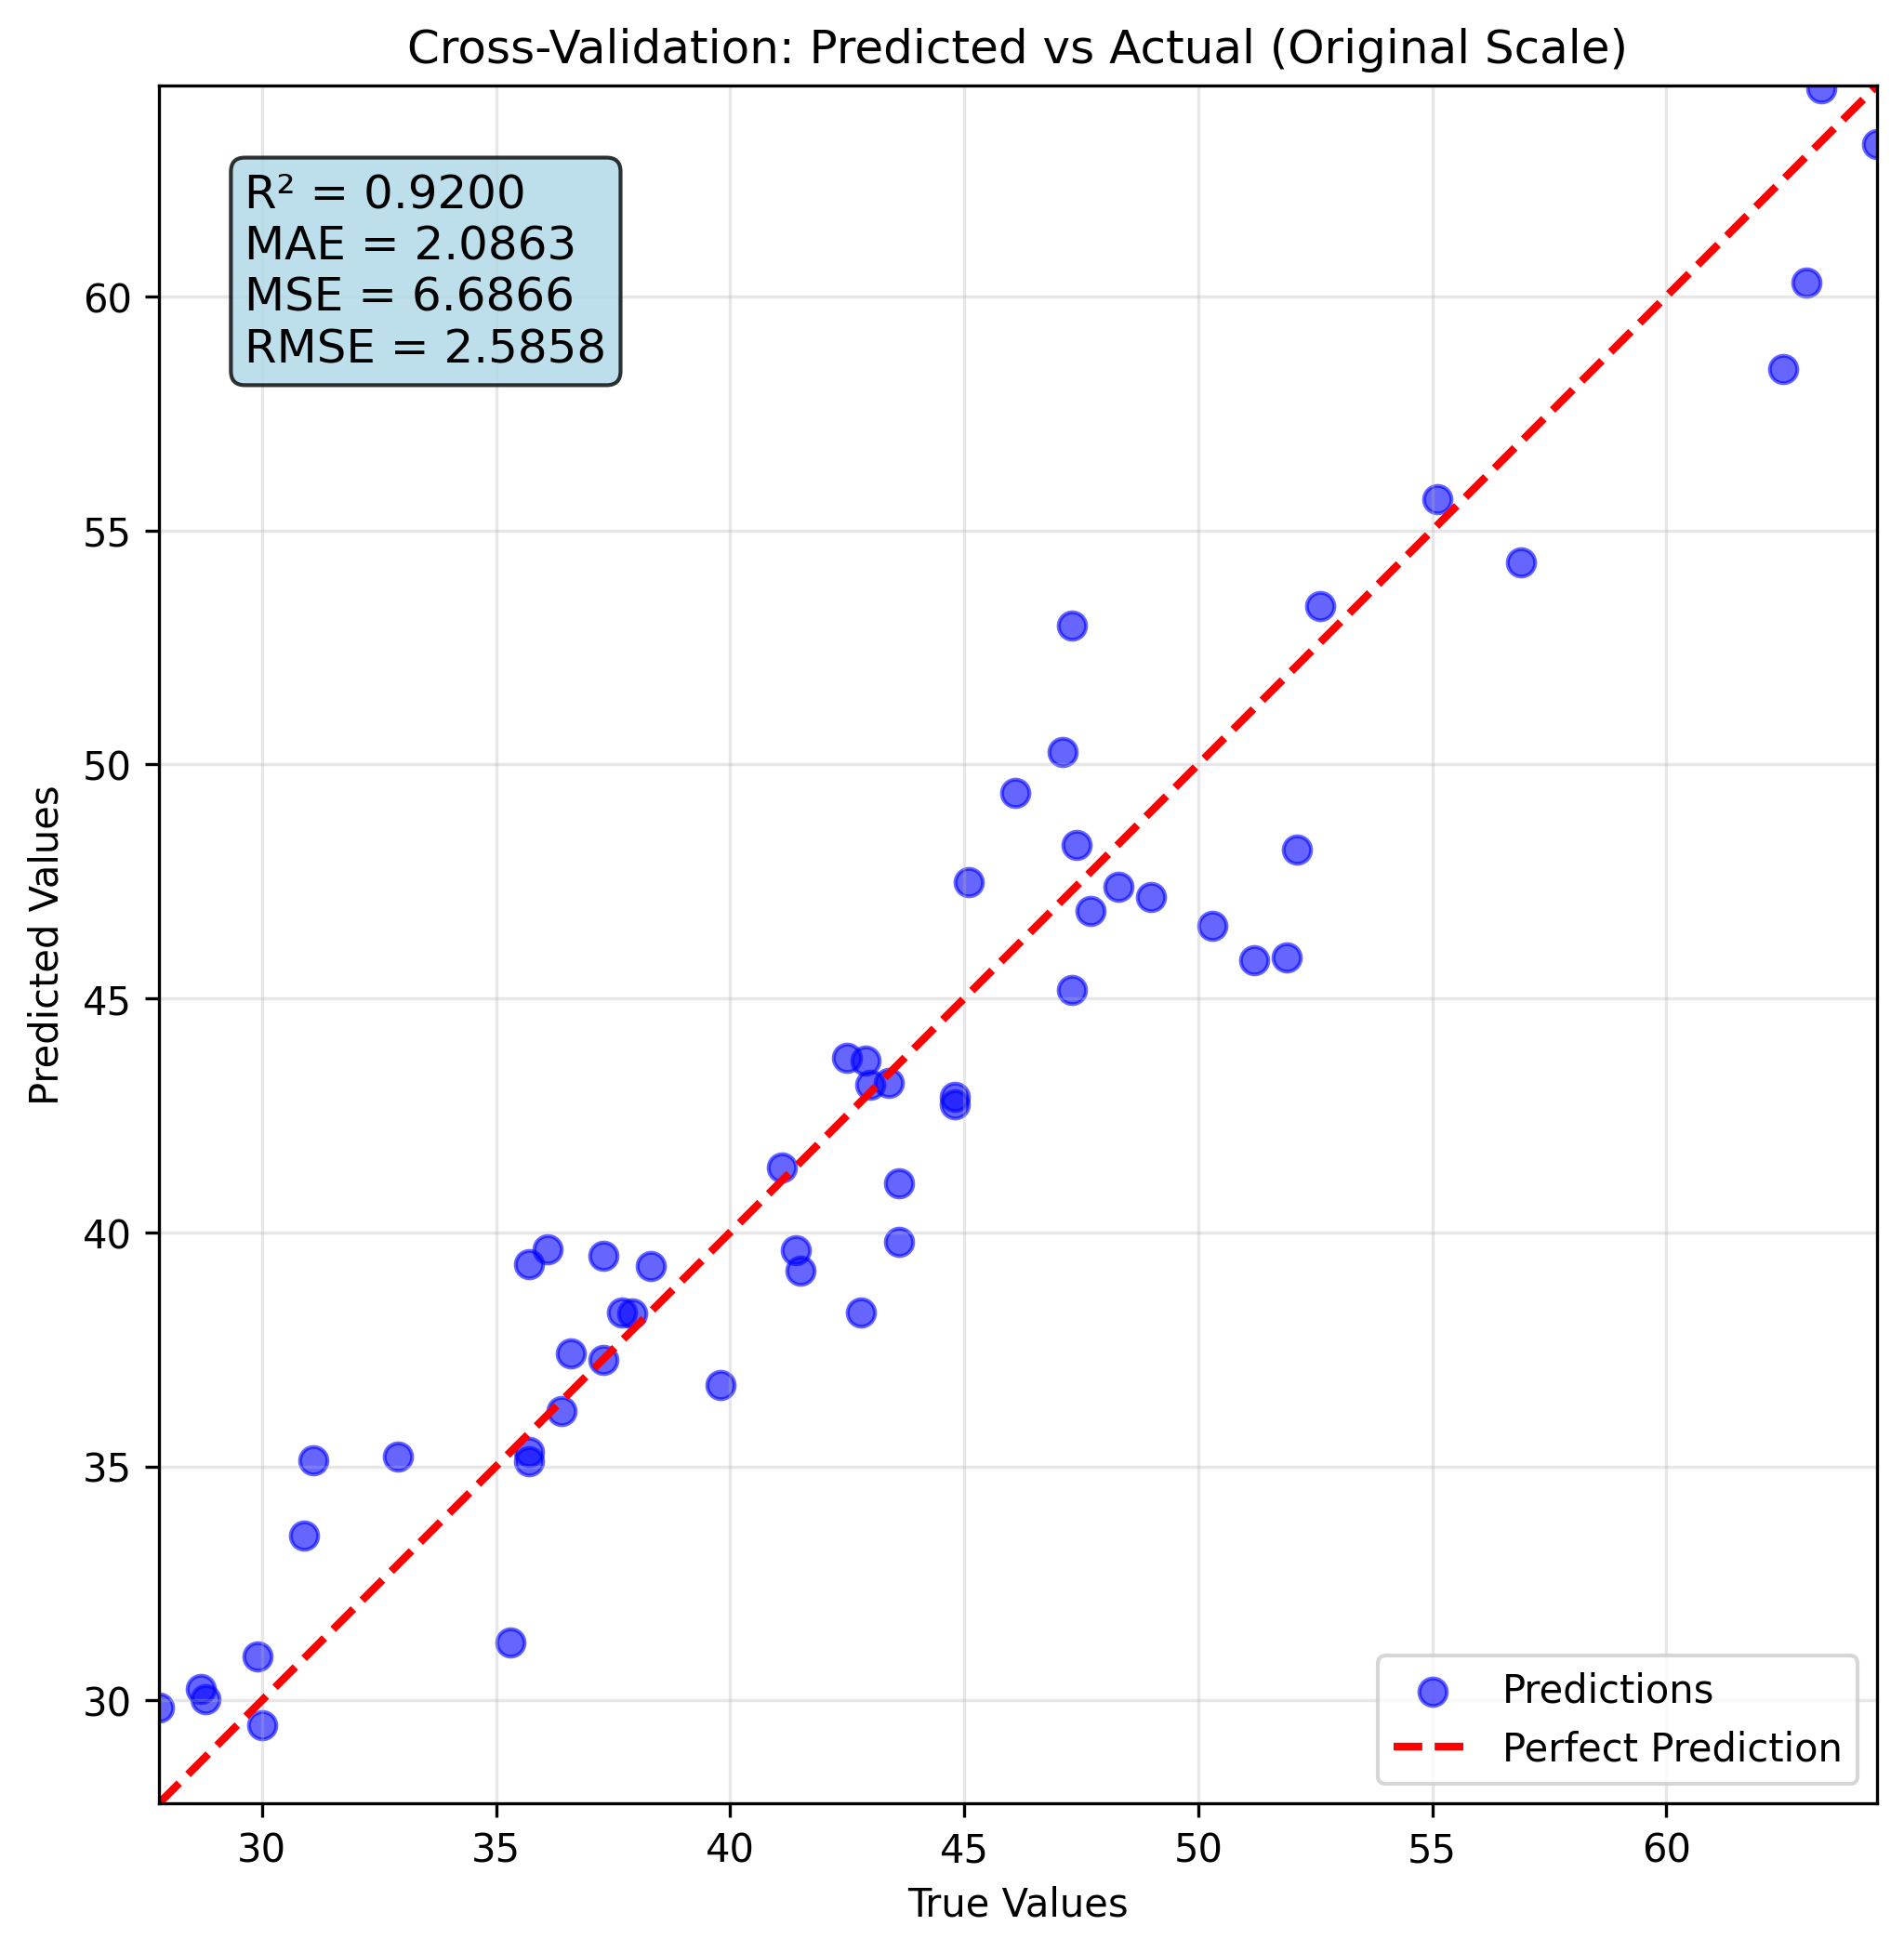 Cross-Validation: Predicted vs Actual (Original Scale)
R² = 0.9200
MAE = 2.0863
MSE = 6.6866
RMSE = 2.5858
Predicted Values
60
55
50
45
40
35
30
Predictions
Perfect Prediction
30 35 40 45 50 55 60
True Values